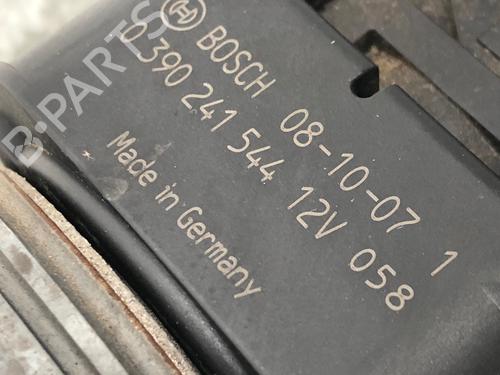 BOSCH 08-10-07 1
0 390 241 544 12V 058
Made in Germany
B-PARTS